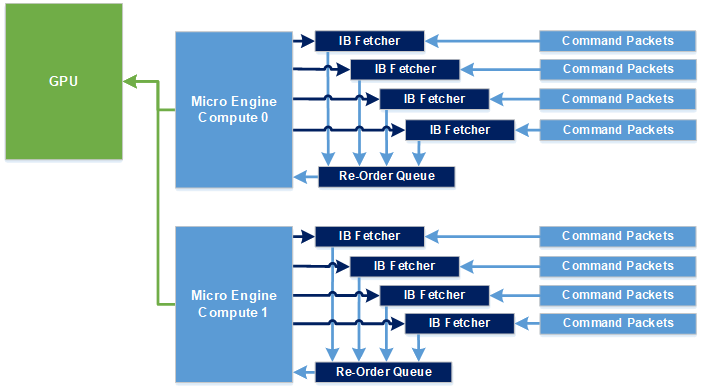 GPU
Micro Engine
Compute 0
IB Fetcher
Command Packets
IB Fetcher
Command Packets
IB Fetcher
Command Packets
IB Fetcher
Command Packets
Re-Order Queue
Micro Engine
Compute 1
IB Fetcher
Command Packets
IB Fetcher
Command Packets
IB Fetcher
Command Packets
IB Fetcher
Command Packets
Re-Order Queue